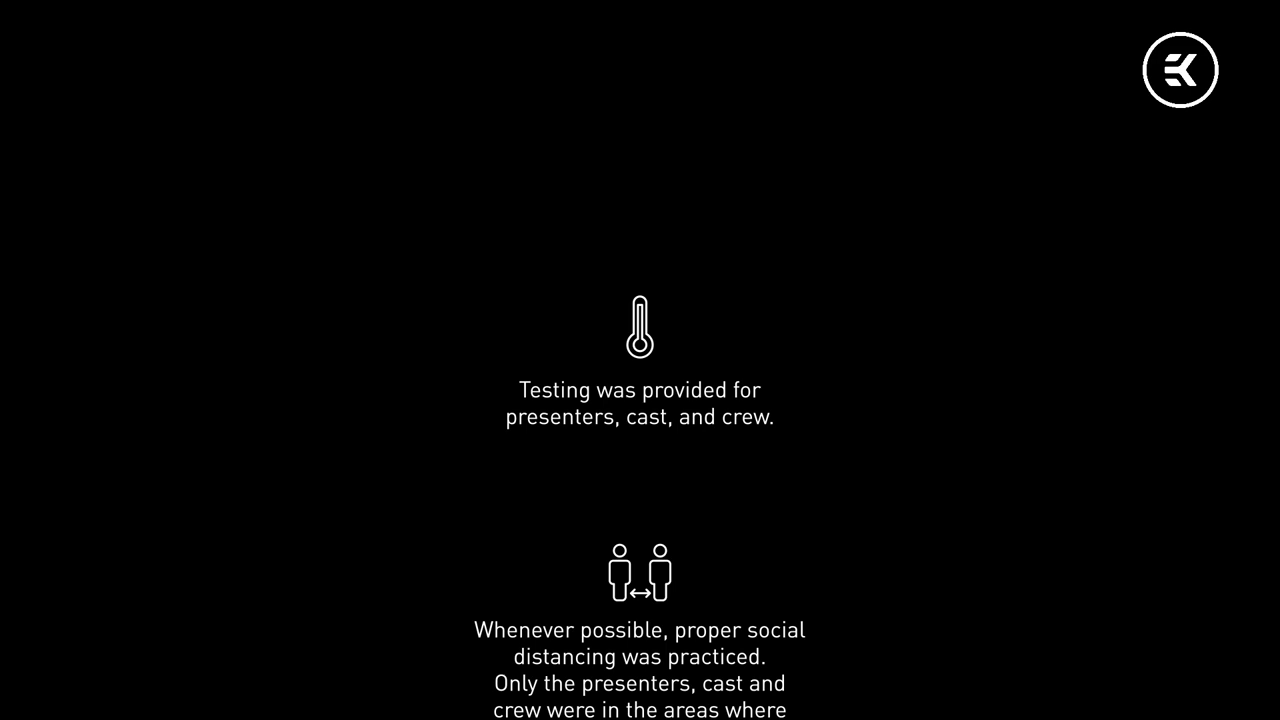 EK
Testing was provided for
presenters, cast, and crew.
Whenever possible, proper social
distancing was practiced.
Only the presenters, cast and
crew were in the areas where